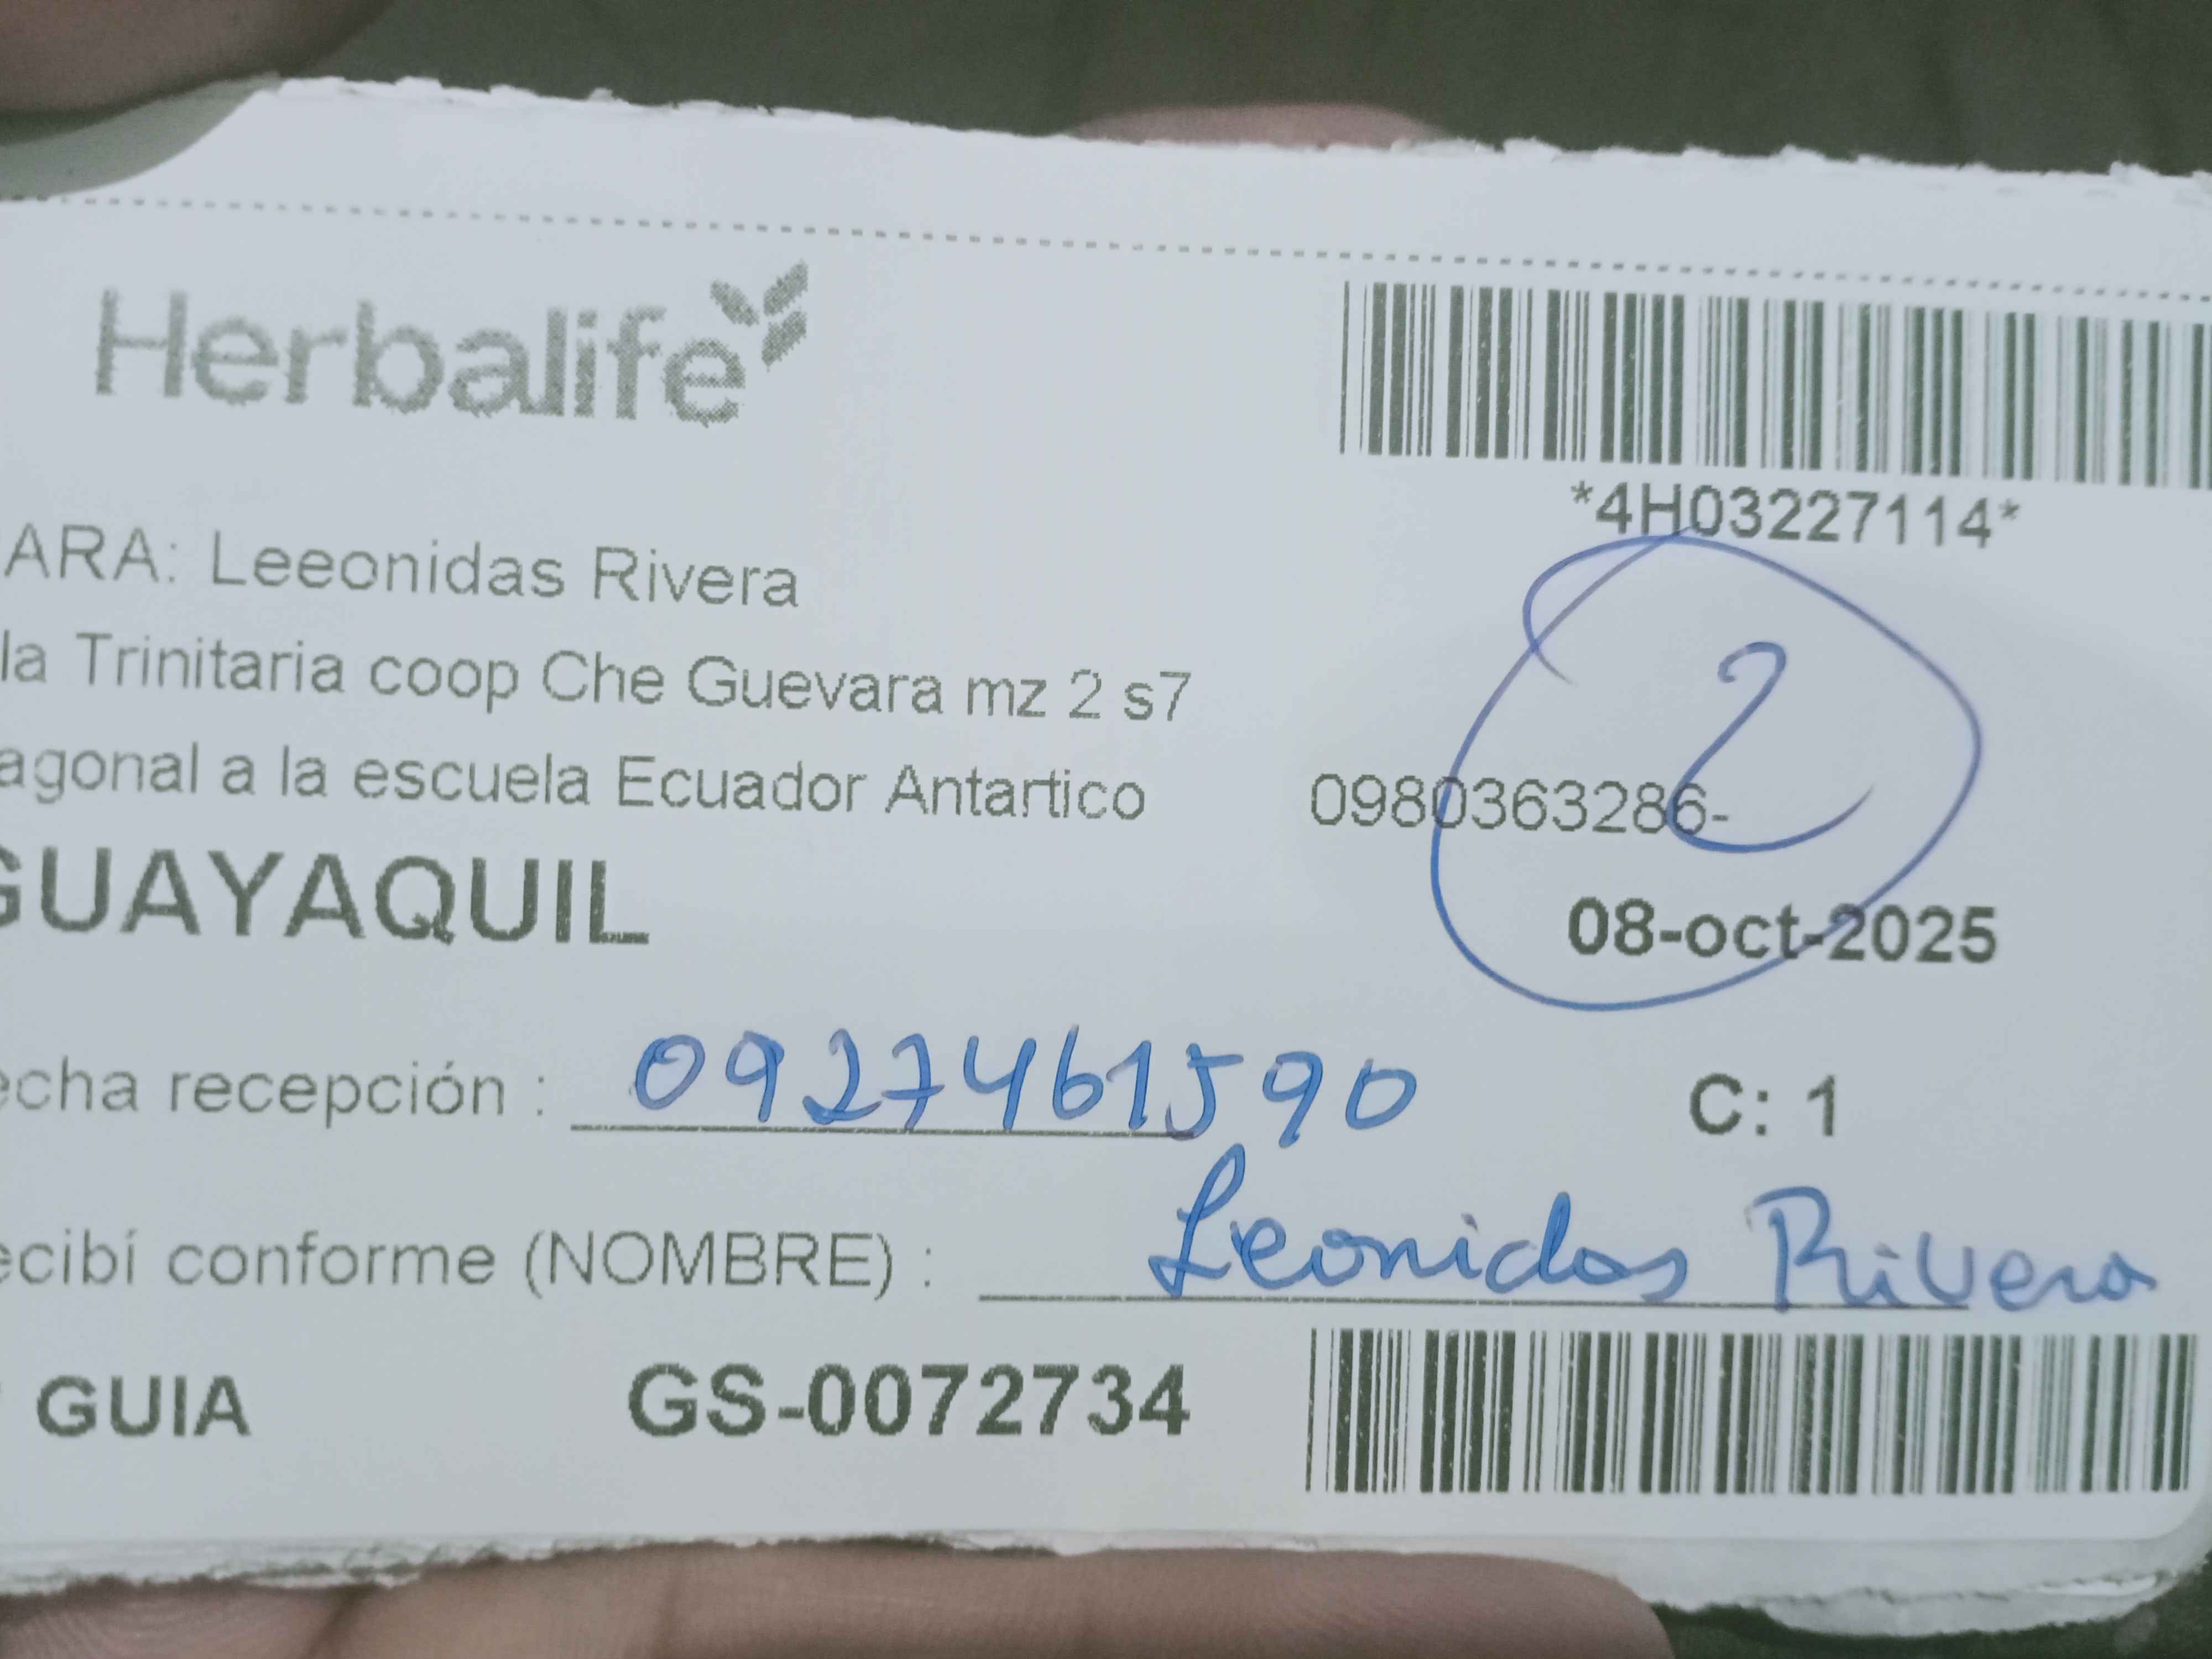 Herbalife
*4H03227114*
ARA: Leeonidas Rivera
la Trinitaria coop Che Guevara mz 2 s7
2
agonal a la escuela Ecuador Antartico 0980363286-
GUAYAQUIL 08-oct-2025
echa recepción : 0927461590 C: 1
ecibí conforme (NOMBRE) : Leonidas Rivera
GUIA GS-0072734